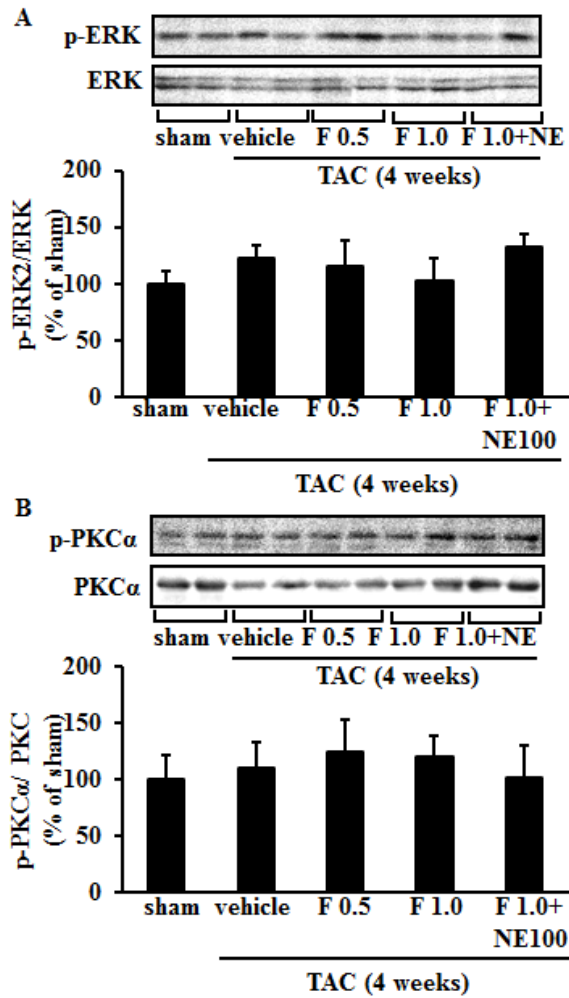 A
p-ERK
ERK
sham vehicle F 0.5 F 1.0 F 1.0+NE
TAC (4 weeks)
p-ERK2/ERK
(% of sham)
200
150
100
50
0
sham vehicle F 0.5 F 1.0 F 1.0+
NE100
TAC (4 weeks)
B
p-PKCα
PKCα
sham vehicle F 0.5 F 1.0 F 1.0+NE
TAC (4 weeks)
p-PKCα/ PKC
(% of sham)
200
150
100
50
0
sham vehicle F 0.5 F 1.0 F 1.0+
NE100
TAC (4 weeks)